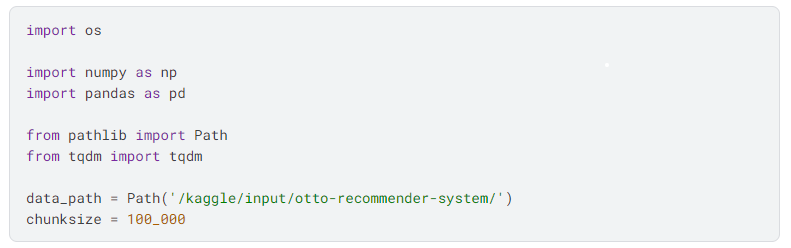 import os
import numpy as np
import pandas as pd
from pathlib import Path
from tqdm import tqdm
data_path = Path('/kaggle/input/otto-recommender-system/')
chunksize = 100_000